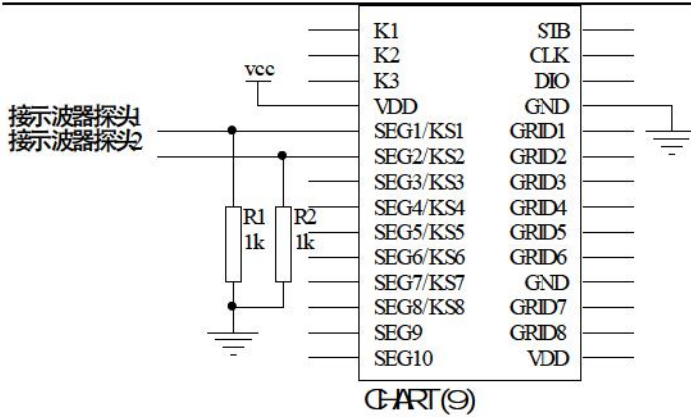 K1 STB
K2 CLK
vcc K3 DIO
VDD GND
接示波器探头1 SEG1/KS1 GRID1
接示波器探头2 SEG2/KS2 GRID2
SEG3/KS3 GRID3
R1 R2 SEG4/KS4 GRID4
1k 1k SEG5/KS5 GRID5
SEG6/KS6 GRID6
SEG7/KS7 GND
SEG8/KS8 GRID7
SEG9 GRID8
SEG10 VDD
CHART(9)